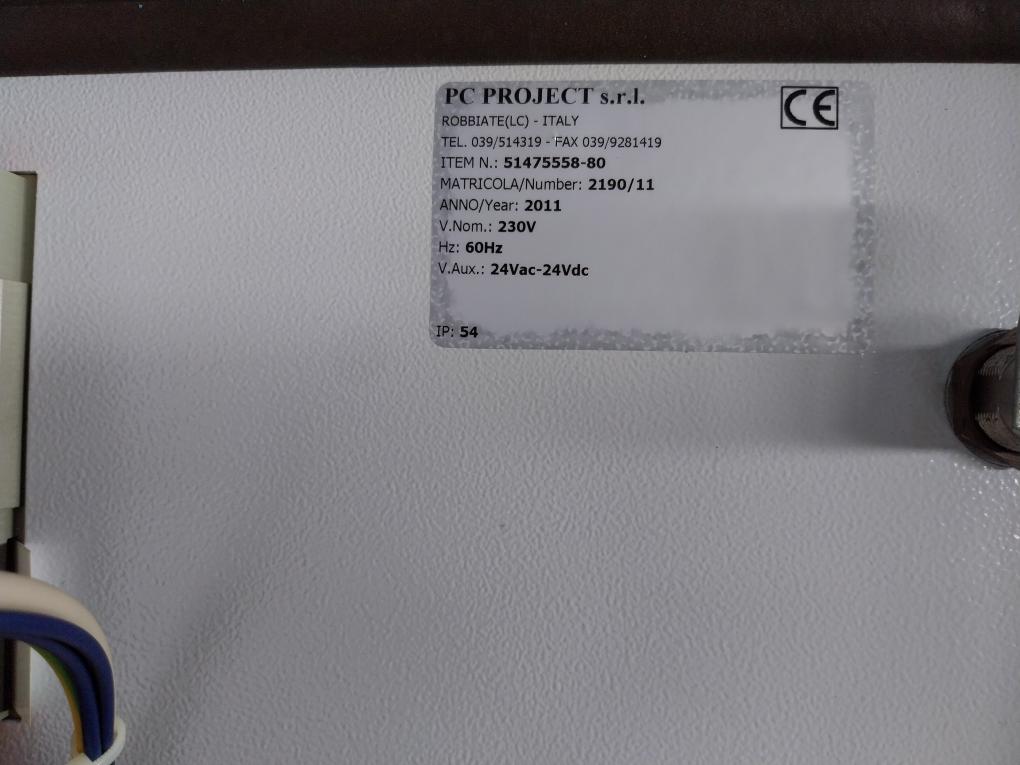 PC PROJECT s.r.l.
CE
ROBBIATE(LC) - ITALY
TEL. 039/514319 - FAX 039/9281419
ITEM N.: 51475558-80
MATRICOLA/Number: 2190/11
ANNO/Year: 2011
V.Nom.: 230V
Hz: 60Hz
V.Aux.: 24Vac-24Vdc
IP: 54